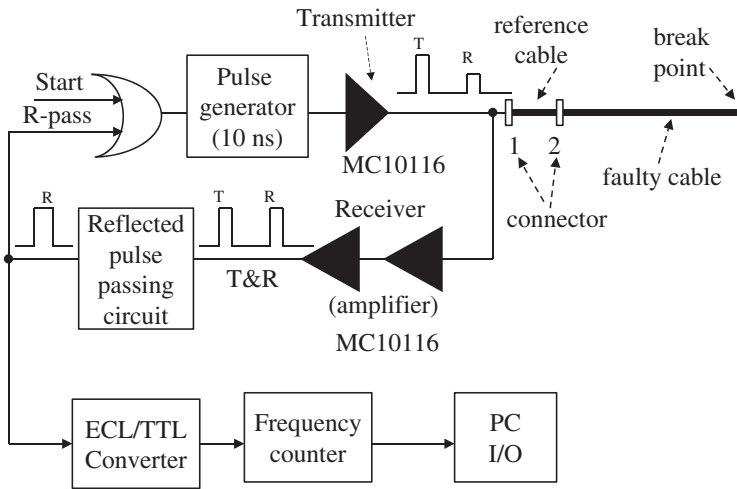 Transmitter
reference
cable
break
point
T
R
Start
R-pass
Pulse
generator
(10 ns)
MC10116
1
2
connector
faulty cable
R
T
R
Receiver
Reflected
pulse
passing
circuit
T&R
(amplifier)
MC10116
ECL/TTL
Converter
Frequency
counter
PC
I/O